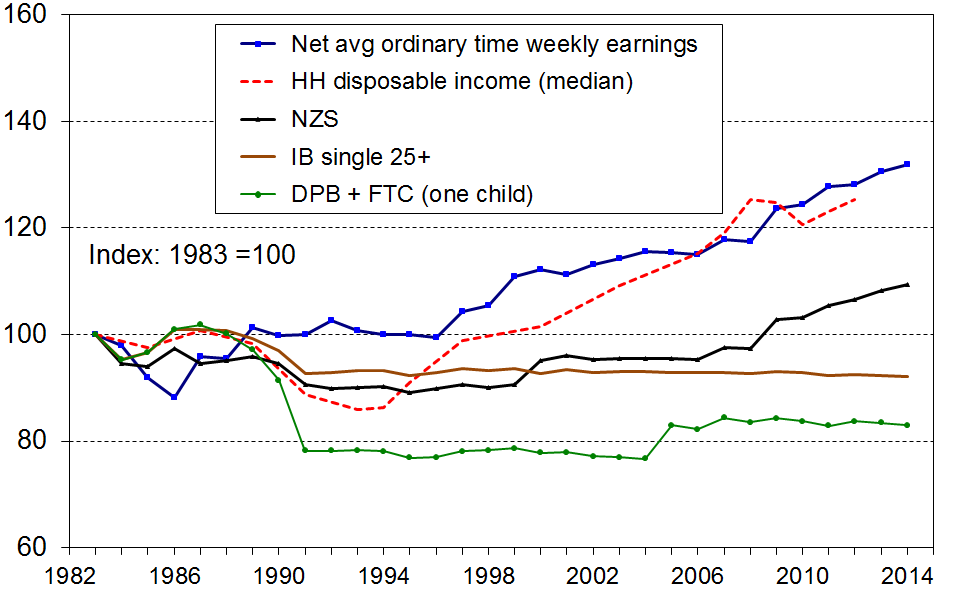 160
140
120
100
80
60
Net avg ordinary time weekly earnings
HH disposable income (median)
NZS
IB single 25+
DPB + FTC (one child)
Index: 1983 =100
1982 1986 1990 1994 1998 2002 2006 2010 2014